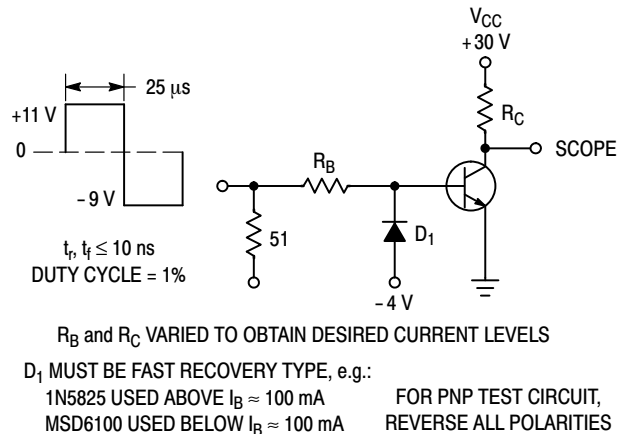 V_CC
+30 V
25 μs
+11 V
R_C
0
SCOPE
R_B
–9 V
51
D_1
t_r, t_f ≤ 10 ns
DUTY CYCLE = 1%
–4 V
R_B and R_C VARIED TO OBTAIN DESIRED CURRENT LEVELS
D_1 MUST BE FAST RECOVERY TYPE, e.g.:
1N5825 USED ABOVE I_B ≈ 100 mA
MSD6100 USED BELOW I_B ≈ 100 mA
FOR PNP TEST CIRCUIT,
REVERSE ALL POLARITIES